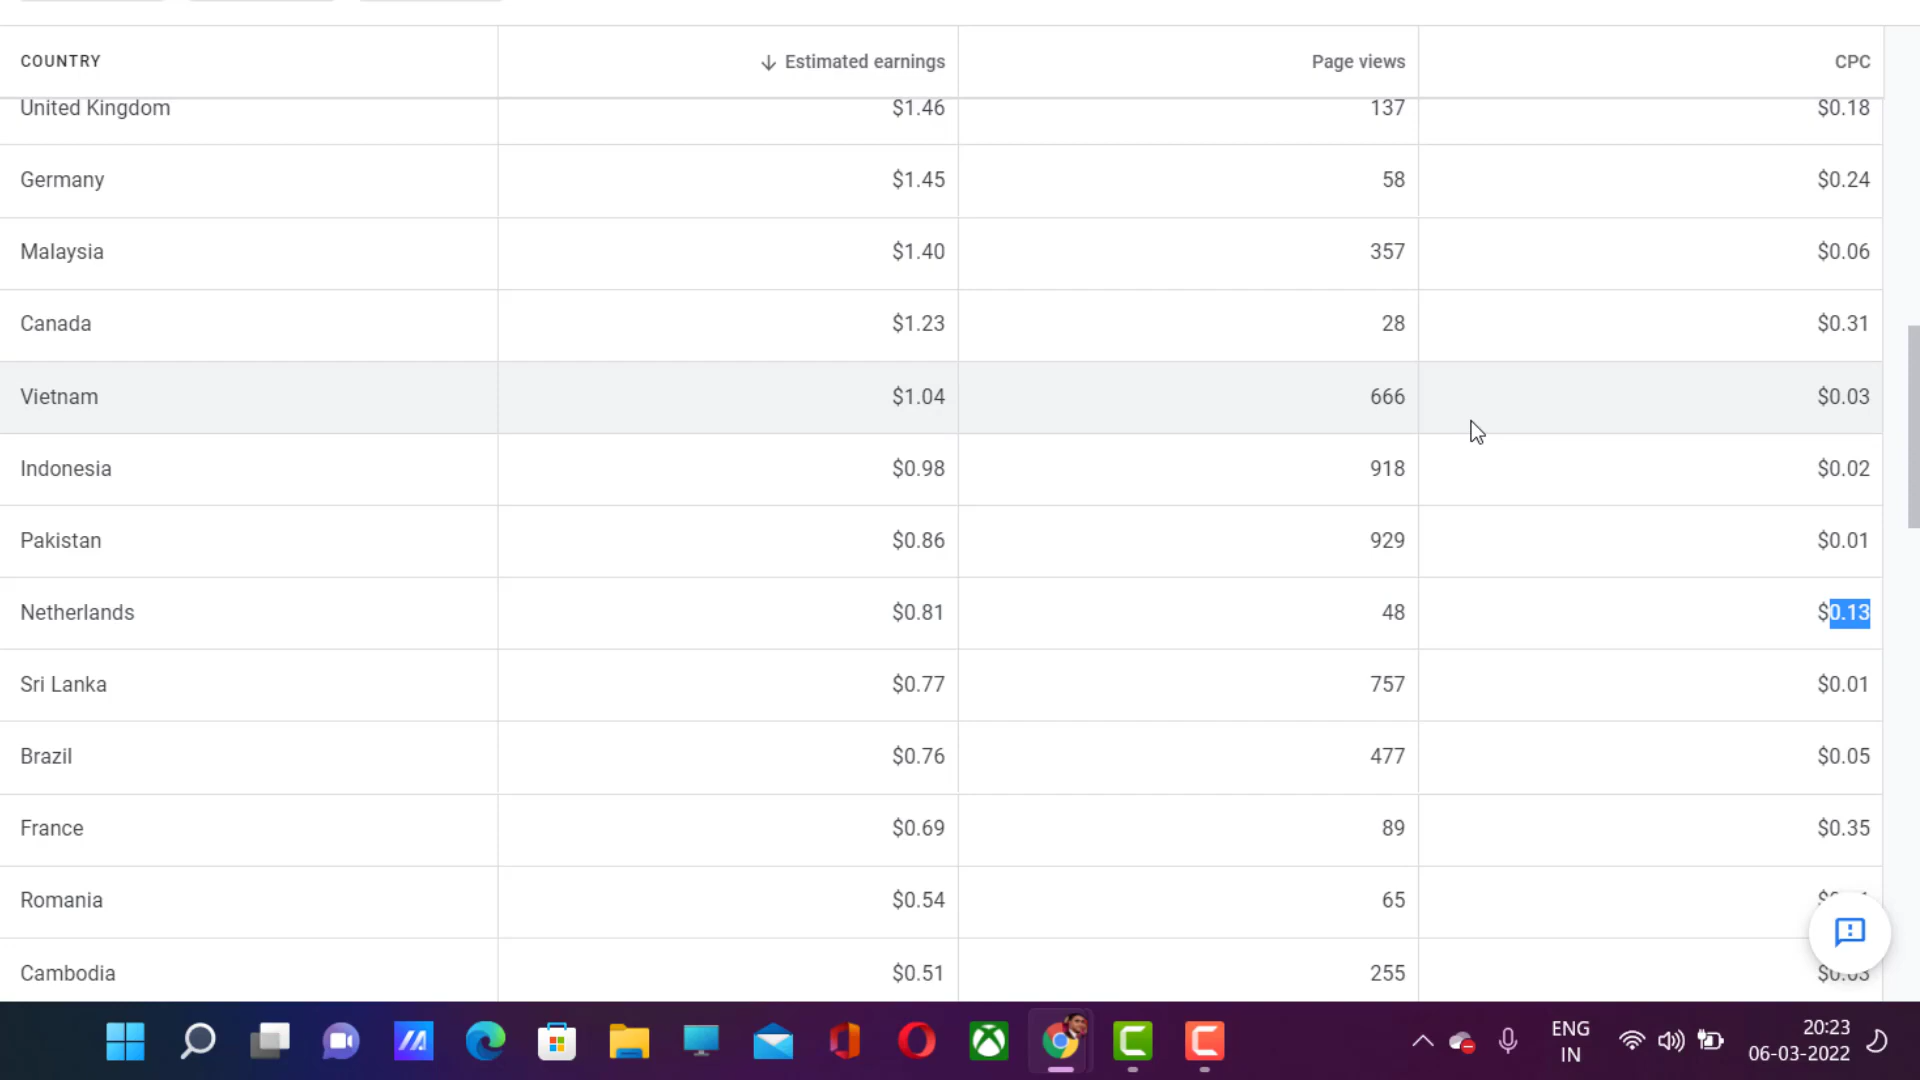 COUNTRY Estimated earnings Page views CPC
United Kingdom $1.46 137 $0.18
Germany $1.45 58 $0.24
Malaysia $1.40 357 $0.06
Canada $1.23 28 $0.31
Vietnam $1.04 666 $0.03
Indonesia $0.98 918 $0.02
Pakistan $0.86 929 $0.01
Netherlands $0.81 48 $0.13
Sri Lanka $0.77 757 $0.01
Brazil $0.76 477 $0.05
France $0.69 89 $0.35
Romania $0.54 65
Cambodia $0.51 255 $0.03
ENG 20:23
IN 06-03-2022